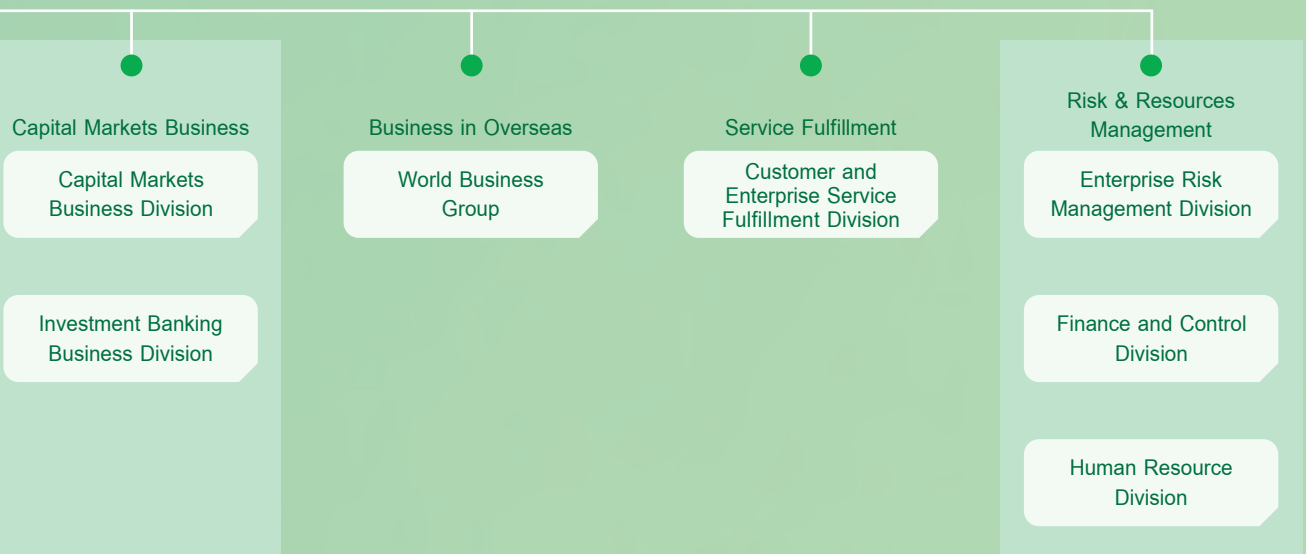 Capital Markets Business
Capital Markets
Business Division
Investment Banking
Business Division
Business in Overseas
World Business
Group
Service Fulfillment
Customer and
Enterprise Service
Fulfillment Division
Risk & Resources
Management
Enterprise Risk
Management Division
Finance and Control
Division
Human Resource
Division